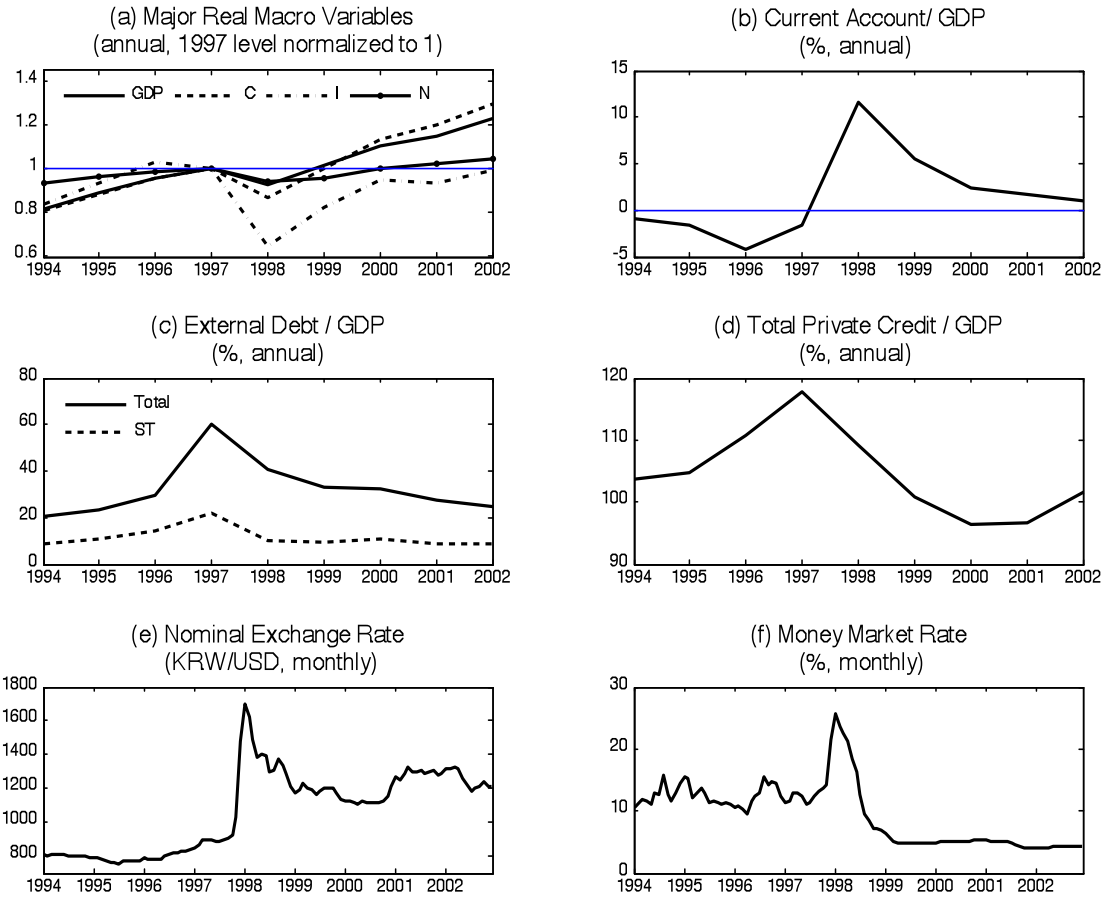 (a) Major Real Macro Variables
(annual, 1997 level normalized to 1)
1.4
GDP C I N
1.2
1
0.8
0.6
1994 1995 1996 1997 1998 1999 2000 2001 2002
(b) Current Account/ GDP
(%, annual)
15
10
5
0
-5
1994 1995 1996 1997 1998 1999 2000 2001 2002
(c) External Debt / GDP
(%, annual)
80
Total
60
ST
40
20
0
1994 1995 1996 1997 1998 1999 2000 2001 2002
(d) Total Private Credit / GDP
(%, annual)
120
110
100
90
1994 1995 1996 1997 1998 1999 2000 2001 2002
(e) Nominal Exchange Rate
(KRW/USD, monthly)
1800
1600
1400
1200
1000
800
1994 1995 1996 1997 1998 1999 2000 2001 2002
(f) Money Market Rate
(%, monthly)
30
20
10
0
1994 1995 1996 1997 1998 1999 2000 2001 2002